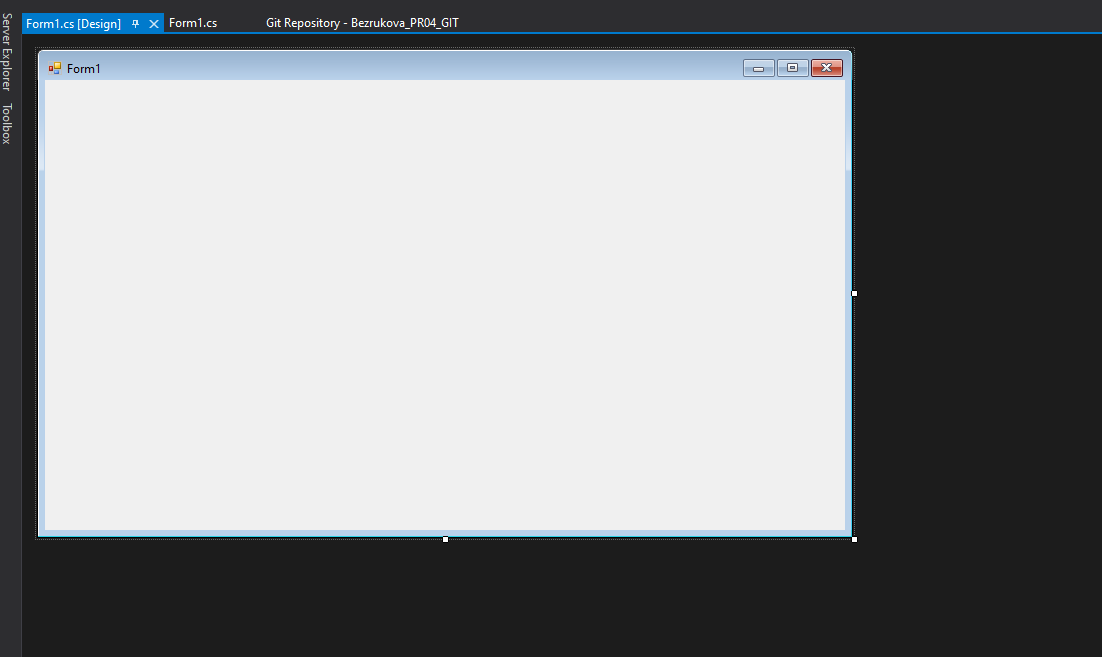 Form1.cs [Design]
Form1.cs
Git Repository - Bezrukova_PR04_GIT
Server Explorer
Toolbox
Form1